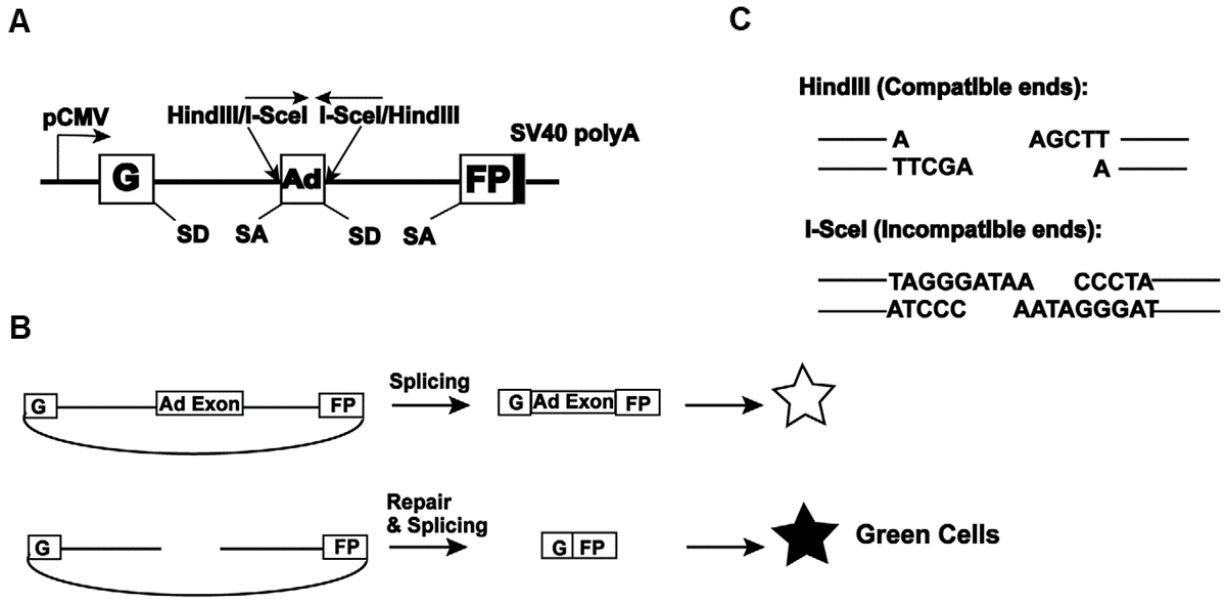 A
pCMV
HindIII/I-SceI I-SceI/HindIII
SV40 polyA
G
Ad
FP
SD
SA
SD
SA
B
G
Ad Exon
FP
Splicing
G
Ad Exon
FP
G
FP
Repair
& Splicing
G
FP
Green Cells
C
HindIII (Compatible ends):
A AGCTT
TTCGA A
I-SceI (Incompatible ends):
TAGGGATAA CCCTA
ATCCC AATAGGGAT